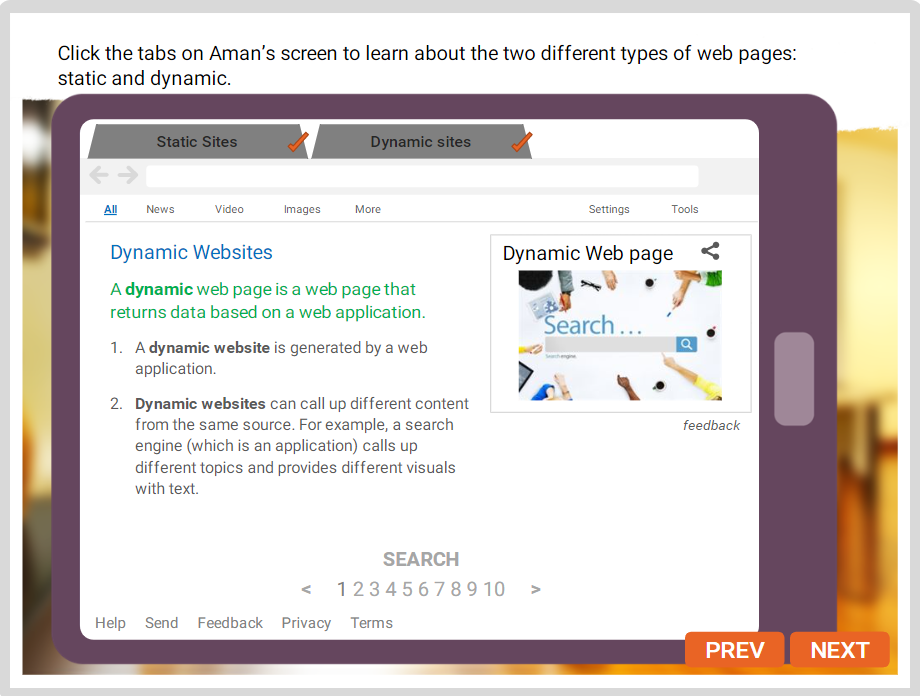 Click the tabs on Aman's screen to learn about the two different types of web pages:
static and dynamic.
Static Sites
Dynamic sites
All News Video Images More Settings Tools
Dynamic Websites
A dynamic web page is a web page that
returns data based on a web application.
1. A dynamic website is generated by a web
application.
2. Dynamic websites can call up different content
from the same source. For example, a search
engine (which is an application) calls up
different topics and provides different visuals
with text.
Dynamic Web page
Search ...
Search engine.
feedback
SEARCH
< 1 2 3 4 5 6 7 8 9 10 >
Help Send Feedback Privacy Terms
PREV NEXT